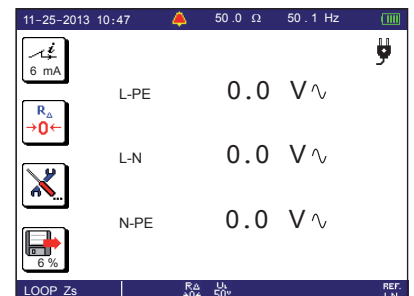 11-25-2013 10:47 50.0 Ω 50.1 Hz
6 mA
L-PE 0.0 V∿
RΔ
→0←
L-N 0.0 V∿
...
N-PE 0.0 V∿
6 %
LOOP Zs RΔ UL REF.
50v